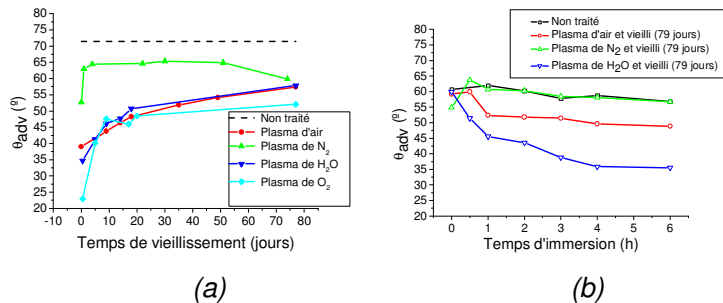 (a)
θadv (º)
80
75
70
65
60
55
50
45
40
35
30
25
20
-10 0 10 20 30 40 50 60 70 80
Temps de vieillissement (jours)
Non traité
Plasma d'air
Plasma de N2
Plasma de H2O
Plasma de O2
(a)
(b)
θadv (º)
80
75
70
65
60
55
50
45
40
35
30
25
20
0 1 2 3 4 5 6
Temps d'immersion (h)
Non traité
Plasma d'air et vieilli (79 jours)
Plasma de N2 et vieilli (79 jours)
Plasma de H2O et vieilli (79 jours)
(b)